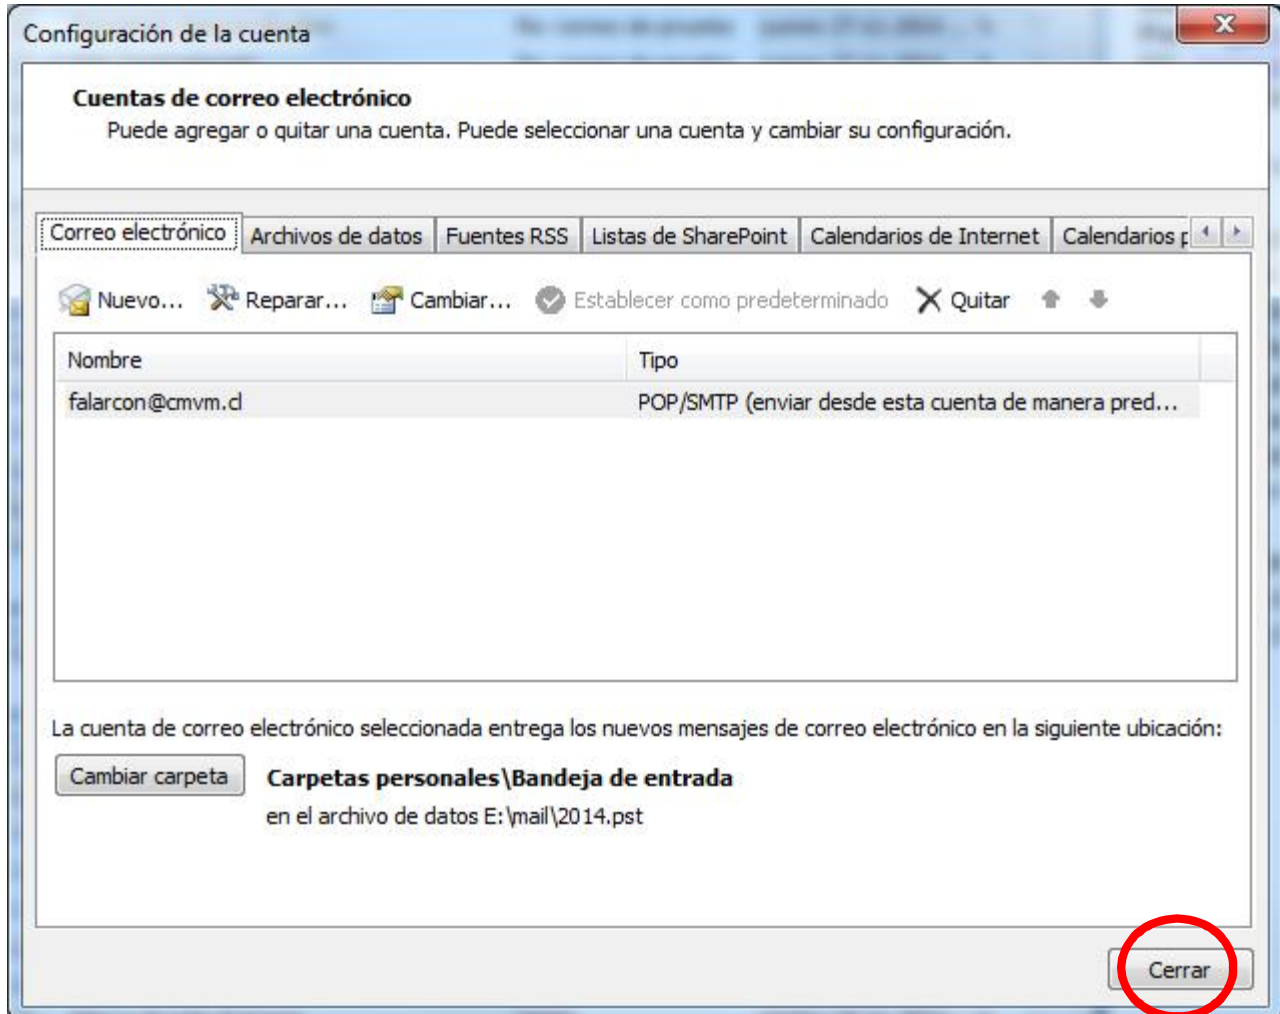 Configuración de la cuenta
Cuentas de correo electrónico
Puede agregar o quitar una cuenta. Puede seleccionar una cuenta y cambiar su configuración.
Correo electrónico Archivos de datos Fuentes RSS Listas de SharePoint Calendarios de Internet Calendarios p
Nuevo... Reparar... Cambiar... Establecer como predeterminado Quitar
Nombre Tipo
falarcon@cmvm.cl POP/SMTP (enviar desde esta cuenta de manera pred...
La cuenta de correo electrónico seleccionada entrega los nuevos mensajes de correo electrónico en la siguiente ubicación:
Cambiar carpeta Carpetas personales\Bandeja de entrada
en el archivo de datos E:\mail\2014.pst
Cerrar